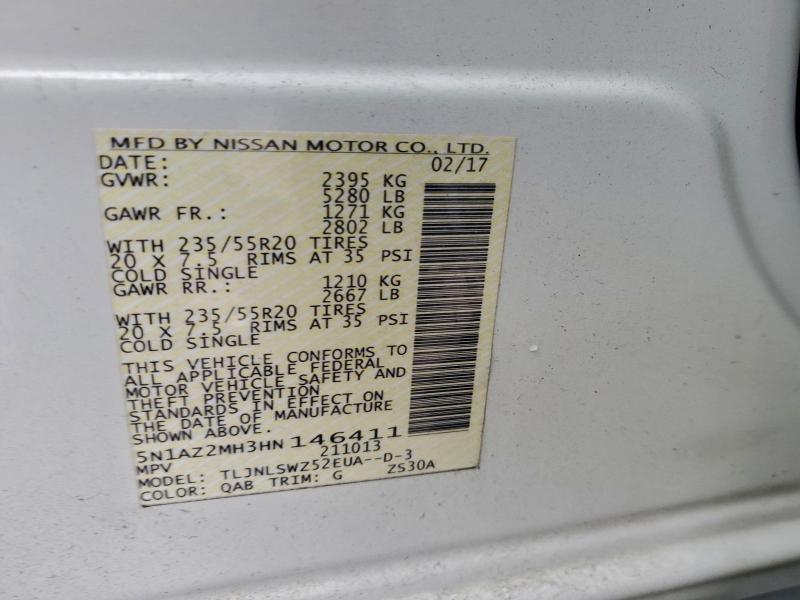 MFD BY NISSAN MOTOR CO., LTD.
DATE: 02/17
GVWR: 2395 KG
5280 LB
GAWR FR.: 1271 KG
2802 LB
WITH 235/55R20 TIRES
20 X 7.5 RIMS AT 35 PSI
COLD SINGLE
GAWR RR.: 1210 KG
2667 LB
WITH 235/55R20 TIRES
20 X 7.5 RIMS AT 35 PSI
COLD SINGLE
THIS VEHICLE CONFORMS TO
ALL APPLICABLE FEDERAL
MOTOR VEHICLE SAFETY AND
THEFT PREVENTION
STANDARDS IN EFFECT ON
THE DATE OF MANUFACTURE
SHOWN ABOVE.
5N1AZ2MH3HN146411
MPV 211013
MODEL: TLJNLSWZ52EUA--D-3
COLOR: QAB TRIM: G ZS30A